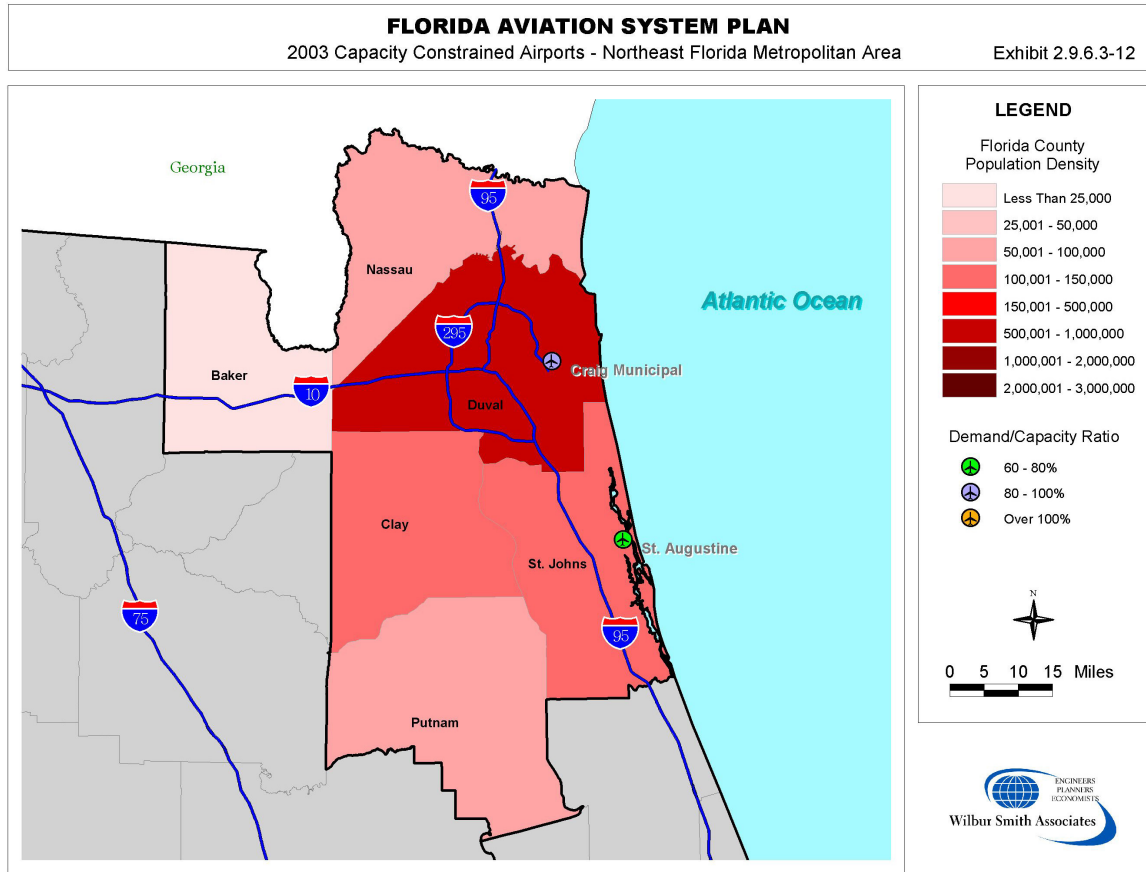 FLORIDA AVIATION SYSTEM PLAN
2003 Capacity Constrained Airports - Northeast Florida Metropolitan Area
Exhibit 2.9.6.3-12
Georgia
95
Nassau
295
Atlantic Ocean
Baker
10
Craig Municipal
Duval
Clay
St. Augustine
St. Johns
75
95
Putnam
LEGEND
Florida County
Population Density
Less Than 25,000
25,001 - 50,000
50,001 - 100,000
100,001 - 150,000
150,001 - 500,000
500,001 - 1,000,000
1,000,001 - 2,000,000
2,000,001 - 3,000,000
Demand/Capacity Ratio
60 - 80%
80 - 100%
Over 100%
N
0 5 10 15 Miles
ENGINEERS
PLANNERS
ECONOMISTS
Wilbur Smith Associates